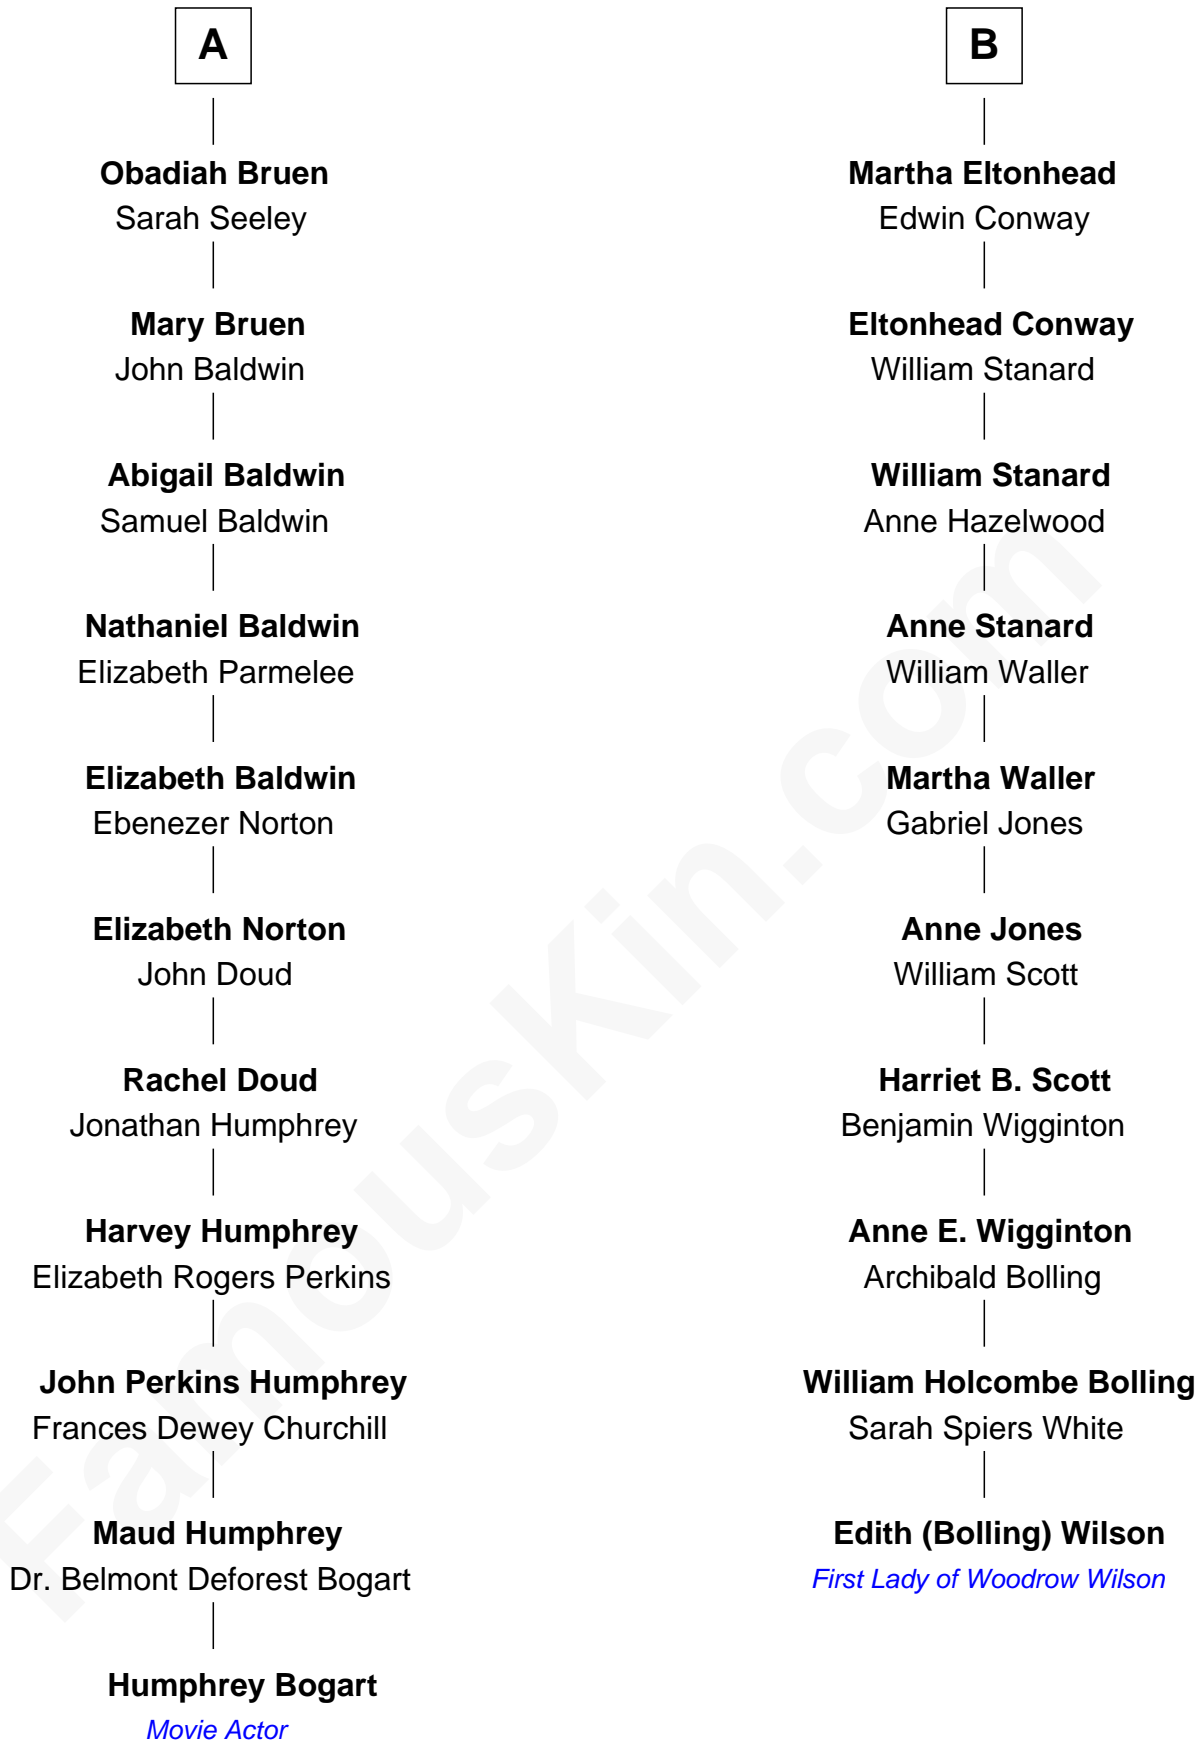 A
Obadiah Bruen
Sarah Seeley
Mary Bruen
John Baldwin
Abigail Baldwin
Samuel Baldwin
Nathaniel Baldwin
Elizabeth Parmelee
Elizabeth Baldwin
Ebenezer Norton
Elizabeth Norton
John Doud
Rachel Doud
Jonathan Humphrey
Harvey Humphrey
Elizabeth Rogers Perkins
John Perkins Humphrey
Frances Dewey Churchill
Maud Humphrey
Dr. Belmont Deforest Bogart
Humphrey Bogart
Movie Actor
B
Martha Eltonhead
Edwin Conway
Eltonhead Conway
William Stanard
William Stanard
Anne Hazelwood
Anne Stanard
William Waller
Martha Waller
Gabriel Jones
Anne Jones
William Scott
Harriet B. Scott
Benjamin Wigginton
Anne E. Wigginton
Archibald Bolling
William Holcombe Bolling
Sarah Spiers White
Edith (Bolling) Wilson
First Lady of Woodrow Wilson
FamousKin.com